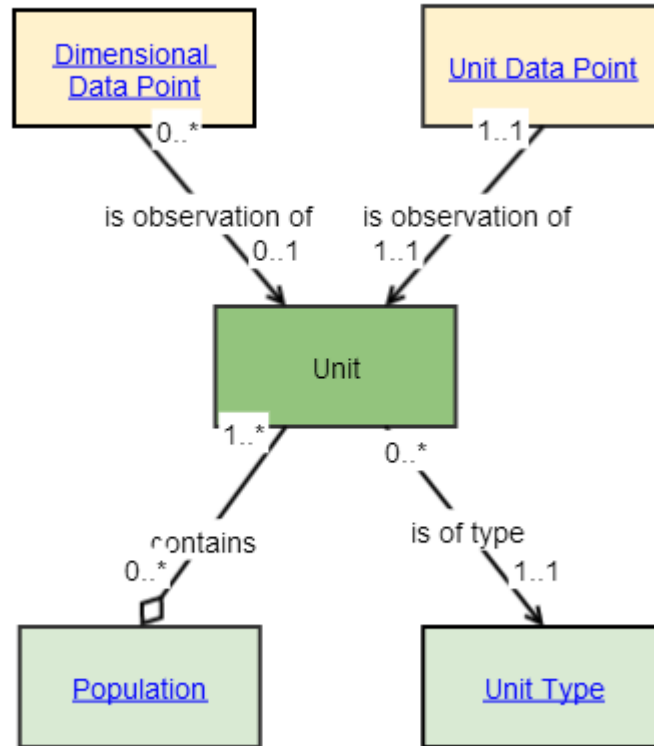 Dimensional
Data Point
Unit Data Point
0..*
1..1
is observation of
is observation of
0..1
1..1
Unit
1..*
0..*
contains
is of type
0..*
1..1
Population
Unit Type